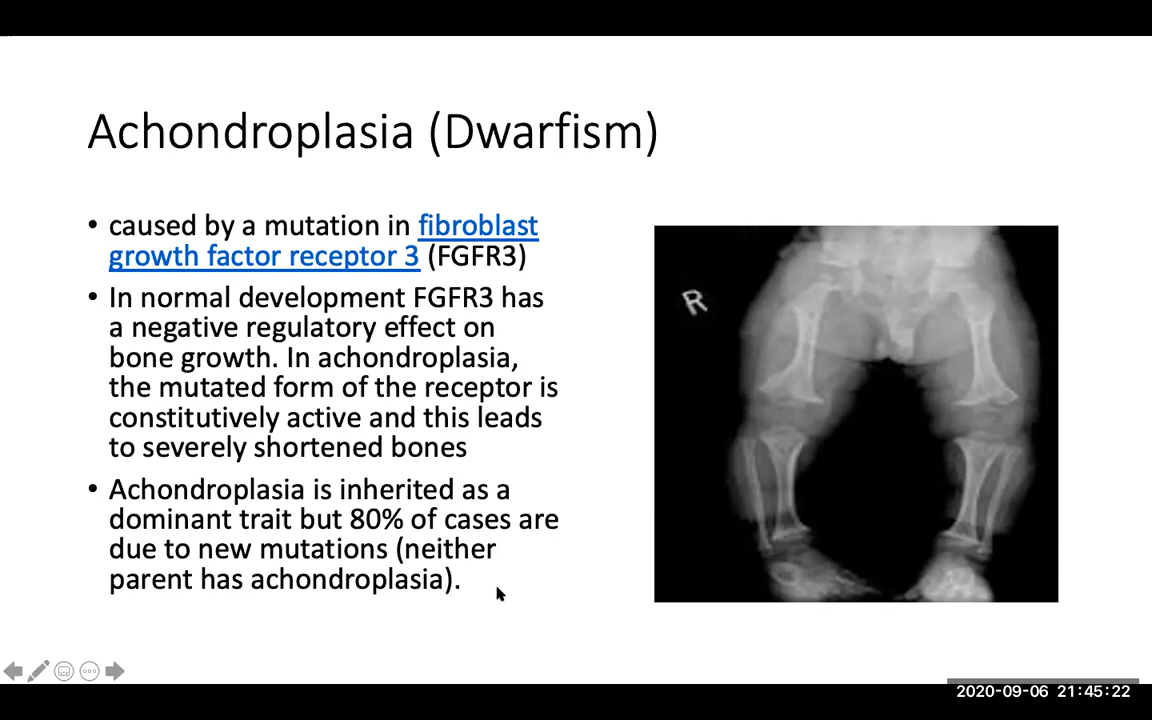 Achondroplasia (Dwarfism)
• caused by a mutation in fibroblast
growth factor receptor 3 (FGFR3)
• In normal development FGFR3 has
a negative regulatory effect on
bone growth. In achondroplasia,
the mutated form of the receptor is
constitutively active and this leads
to severely shortened bones
• Achondroplasia is inherited as a
dominant trait but 80% of cases are
due to new mutations (neither
parent has achondroplasia).
R
2020-09-06 21:45:22